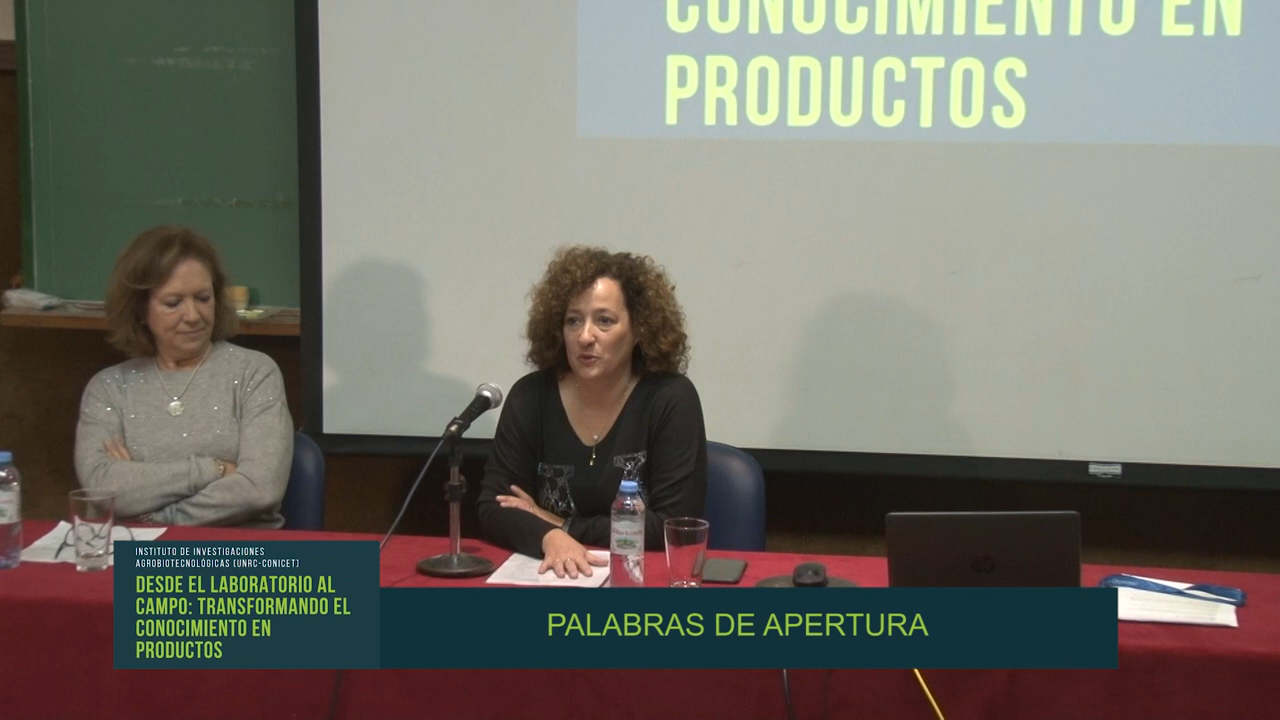 CONOCIMIENTO EN
PRODUCTOS
INSTITUTO DE INVESTIGACIONES
AGROBIOTECNOLÓGICAS (UNRC-CONICET)
DESDE EL LABORATORIO AL
CAMPO: TRANSFORMANDO EL
CONOCIMIENTO EN
PRODUCTOS
PALABRAS DE APERTURA